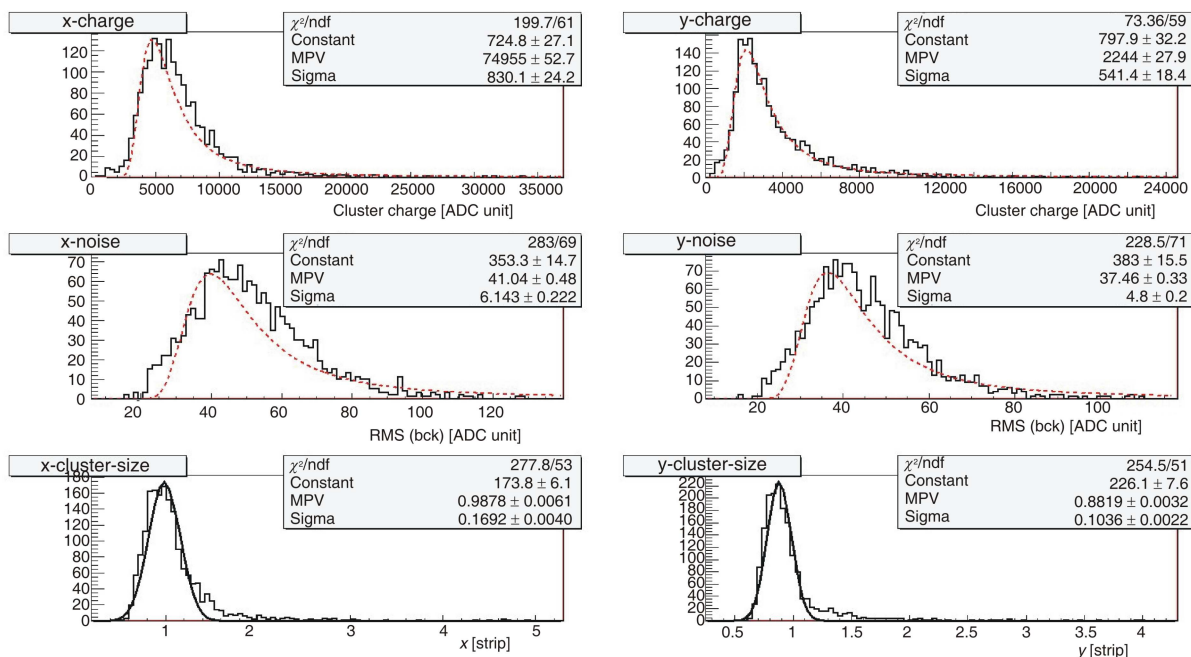 x-charge
χ²/ndf 199.7/61
Constant 724.8 ± 27.1
MPV 74955 ± 52.7
Sigma 830.1 ± 24.2
120
100
80
60
40
20
0
0 5000 10000 15000 20000 25000 30000 35000
Cluster charge [ADC unit]
y-charge
χ²/ndf 73.36/59
Constant 797.9 ± 32.2
MPV 2244 ± 27.9
Sigma 541.4 ± 18.4
140
120
100
80
60
40
20
0
0 4000 8000 12000 16000 20000 24000
Cluster charge [ADC unit]
x-noise
χ²/ndf 283/69
Constant 353.3 ± 14.7
MPV 41.04 ± 0.48
Sigma 6.143 ± 0.222
70
60
50
40
30
20
10
0
20 40 60 80 100 120
RMS (bck) [ADC unit]
y-noise
χ²/ndf 228.5/71
Constant 383 ± 15.5
MPV 37.46 ± 0.33
Sigma 4.8 ± 0.2
70
60
50
40
30
20
10
0
20 40 60 80 100
RMS (bck) [ADC unit]
x-cluster-size
χ²/ndf 277.8/53
Constant 173.8 ± 6.1
MPV 0.9878 ± 0.0061
Sigma 0.1692 ± 0.0040
180
160
140
120
100
80
60
40
20
0
1 2 3 4 5
x [strip]
y-cluster-size
χ²/ndf 254.5/51
Constant 226.1 ± 7.6
MPV 0.8819 ± 0.0032
Sigma 0.1036 ± 0.0022
220
200
180
160
140
120
100
80
60
40
20
0
0.5 1 1.5 2 2.5 3 3.5 4
y [strip]